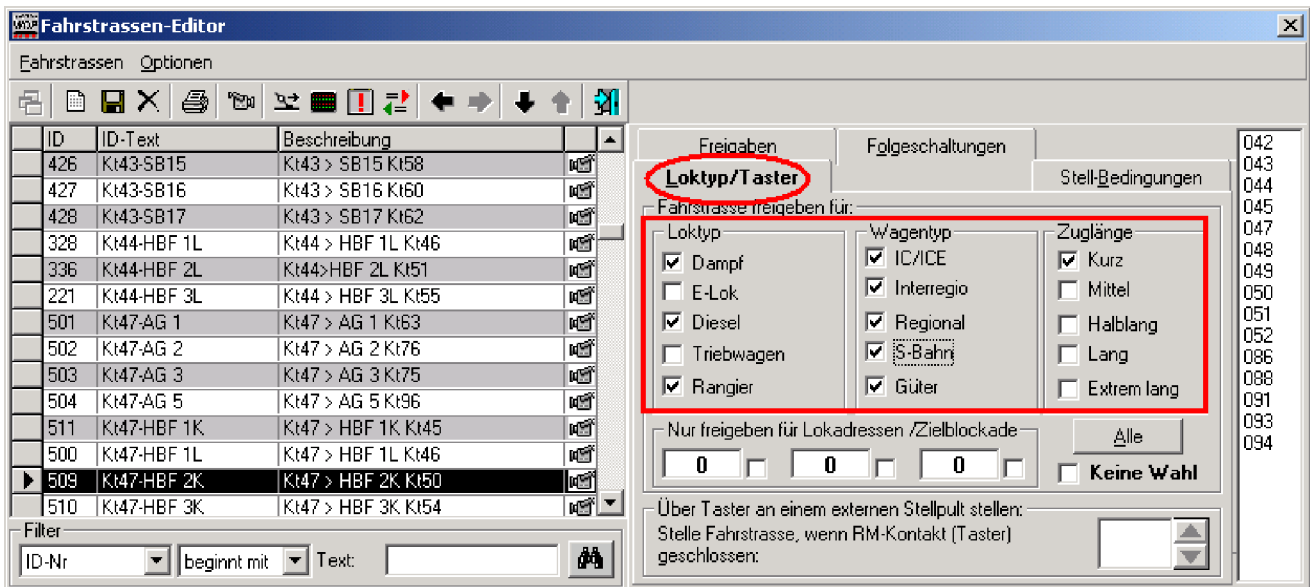 Fahrstrassen-Editor
Fahrstrassen Optionen
ID ID-Text Beschreibung
426 Kt43-SB15 Kt43 > SB15 Kt58
427 Kt43-SB16 Kt43 > SB16 Kt60
428 Kt43-SB17 Kt43 > SB17 Kt62
328 Kt44-HBF 1L Kt44 > HBF 1L Kt46
336 Kt44-HBF 2L Kt44>HBF 2L Kt51
221 Kt44-HBF 3L Kt44 > HBF 3L Kt55
501 Kt47-AG 1 Kt47 > AG 1 Kt63
502 Kt47-AG 2 Kt47 > AG 2 Kt76
503 Kt47-AG 3 Kt47 > AG 3 Kt75
504 Kt47-AG 5 Kt47 > AG 5 Kt96
511 Kt47-HBF 1K Kt47 > HBF 1K Kt45
500 Kt47-HBF 1L Kt47 > HBF 1L Kt46
509 Kt47-HBF 2K Kt47 > HBF 2K Kt50
510 Kt47-HBF 3K Kt47 > HBF 3K Kt54
Filter
ID-Nr beginnt mit Text:
Freigaben Folgeschaltungen
Loktyp/Taster Stell-Bedingungen
Fahrstrasse freigeben für:
Loktyp
Dampf
E-Lok
Diesel
Triebwagen
Rangier
Wagentyp
IC/ICE
Interregio
Regional
S-Bahn
Güter
Zuglänge
Kurz
Mittel
Halblang
Lang
Extrem lang
Nur freigeben für Lokadressen /Zielblockade
0 0 0
Alle
Keine Wahl
Über Taster an einem externen Stellpult stellen:
Stelle Fahrstrasse, wenn RM-Kontakt (Taster)
geschlossen:
042
043
044
045
047
048
049
050
051
052
086
088
091
093
094